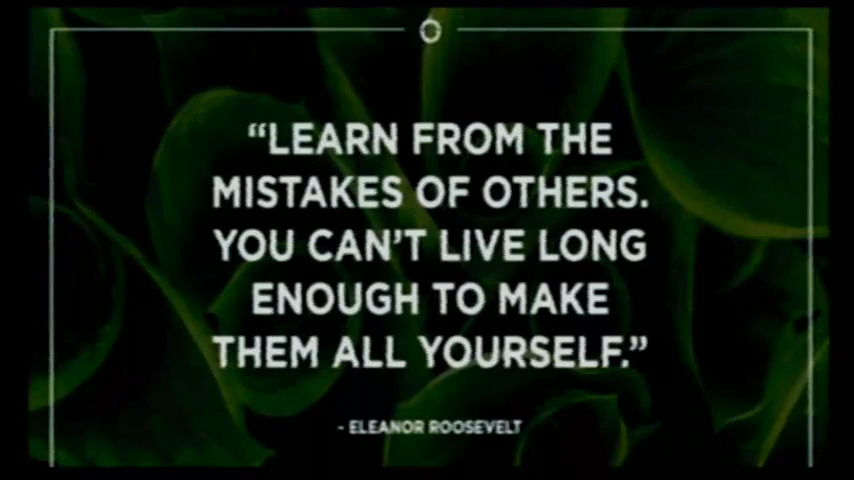 “LEARN FROM THE
MISTAKES OF OTHERS.
YOU CAN’T LIVE LONG
ENOUGH TO MAKE
THEM ALL YOURSELF.”
- ELEANOR ROOSEVELT